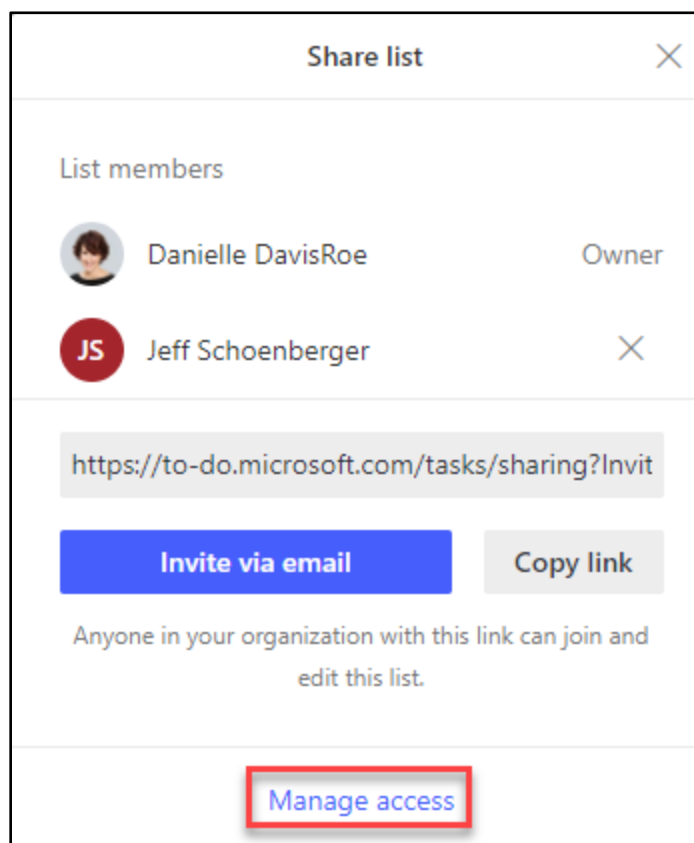 Share list
List members
Danielle DavisRoe Owner
JS Jeff Schoenberger
https://to-do.microsoft.com/tasks/sharing?Invit
Invite via email Copy link
Anyone in your organization with this link can join and
edit this list.
Manage access